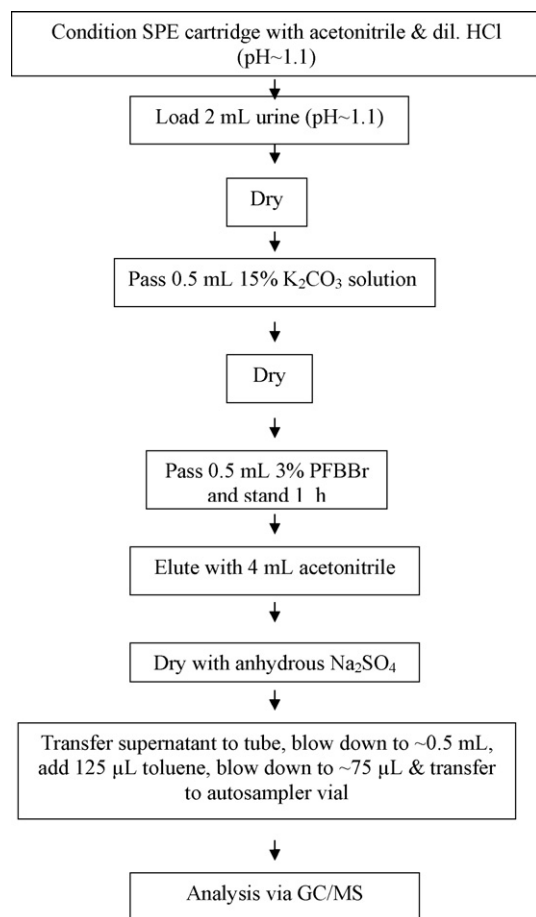 Condition SPE cartridge with acetonitrile & dil. HCl
(pH~1.1)
Load 2 mL urine (pH~1.1)
Dry
Pass 0.5 mL 15% K₂CO₃ solution
Dry
Pass 0.5 mL 3% PFBBr
and stand 1 h
Elute with 4 mL acetonitrile
Dry with anhydrous Na₂SO₄
Transfer supernatant to tube, blow down to ~0.5 mL,
add 125 µL toluene, blow down to ~75 µL & transfer
to autosampler vial
Analysis via GC/MS